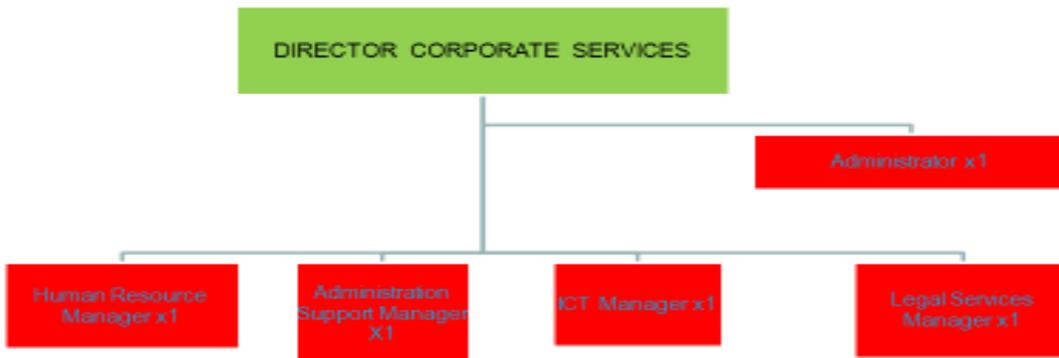 DIRECTOR CORPORATE SERVICES
Administrator x1
Human Resource
Manager x1
Administration
Support Manager
X1
ICT Manager x1
Legal Services
Manager x1